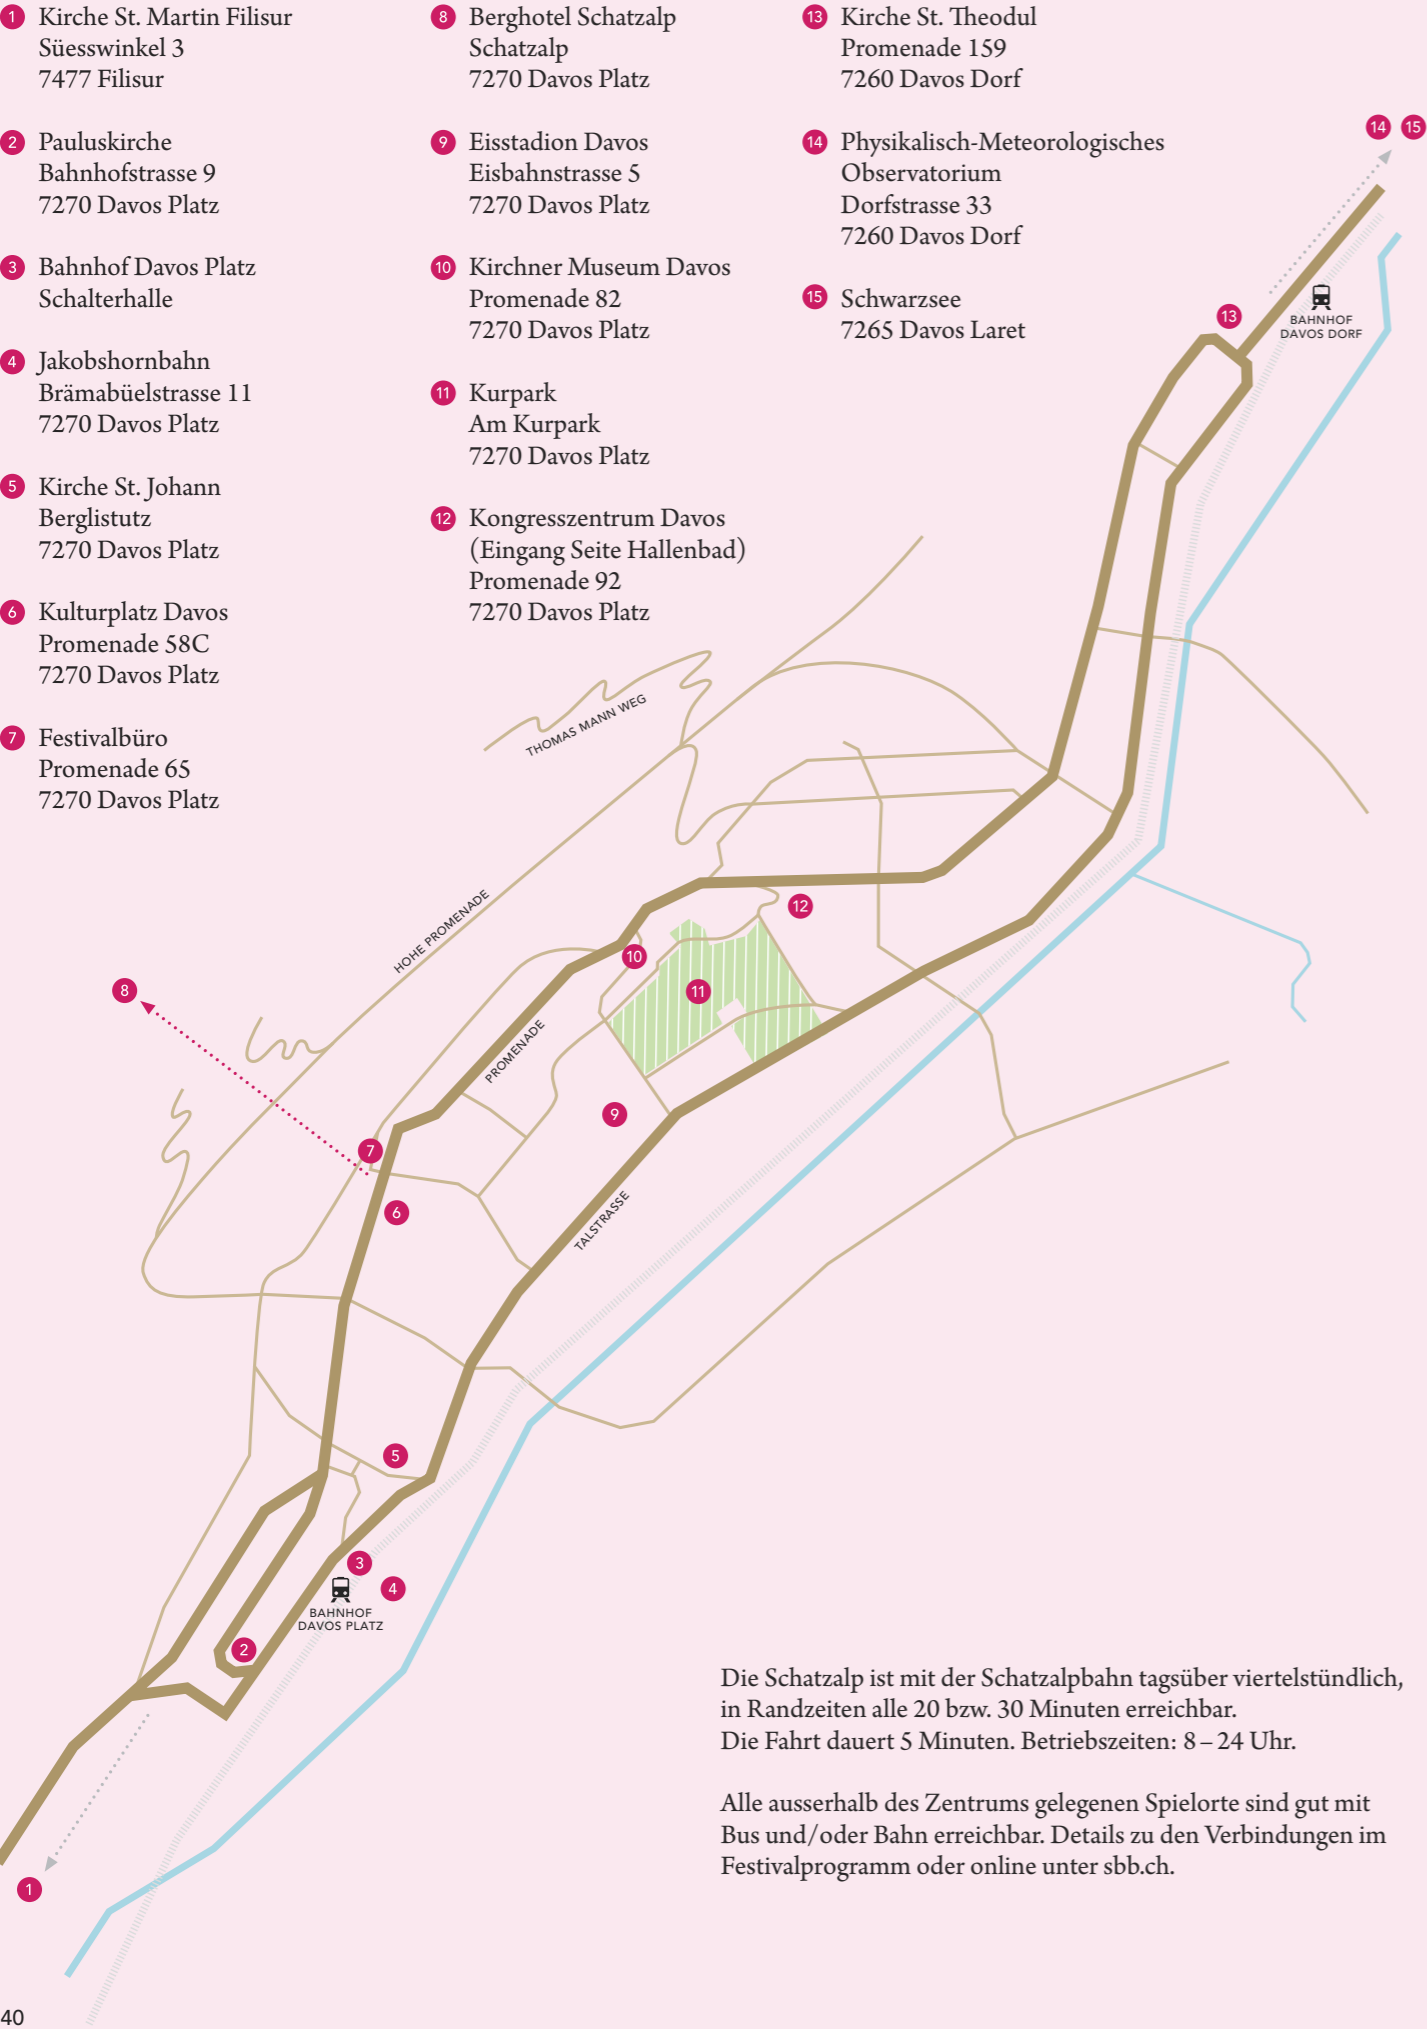 1 Kirche St. Martin Filisur
Süesswinkel 3
7477 Filisur
2 Pauluskirche
Bahnhofstrasse 9
7270 Davos Platz
3 Bahnhof Davos Platz
Schalterhalle
4 Jakobshornbahn
Brämabüelstrasse 11
7270 Davos Platz
5 Kirche St. Johann
Berglistutz
7270 Davos Platz
6 Kulturplatz Davos
Promenade 58C
7270 Davos Platz
7 Festivalbüro
Promenade 65
7270 Davos Platz
8 Berghotel Schatzalp
Schatzalp
7270 Davos Platz
9 Eisstadion Davos
Eisbahnstrasse 5
7270 Davos Platz
10 Kirchner Museum Davos
Promenade 82
7270 Davos Platz
11 Kurpark
Am Kurpark
7270 Davos Platz
12 Kongresszentrum Davos
(Eingang Seite Hallenbad)
Promenade 92
7270 Davos Platz
13 Kirche St. Theodul
Promenade 159
7260 Davos Dorf
14 Physikalisch-Meteorologisches
Observatorium
Dorfstrasse 33
7260 Davos Dorf
15 Schwarzsee
7265 Davos Laret
14 15
13
BAHNHOF
DAVOS DORF
THOMAS MANN WEG
HOHE PROMENADE
12
10
8
11
PROMENADE
9
7
6
TALSTRASSE
5
3
4
BAHNHOF
DAVOS PLATZ
2
1
Die Schatzalp ist mit der Schatzalpbahn tagsüber viertelstündlich,
in Randzeiten alle 20 bzw. 30 Minuten erreichbar.
Die Fahrt dauert 5 Minuten. Betriebszeiten: 8 – 24 Uhr.
Alle ausserhalb des Zentrums gelegenen Spielorte sind gut mit
Bus und/oder Bahn erreichbar. Details zu den Verbindungen im
Festivalprogramm oder online unter sbb.ch.
40